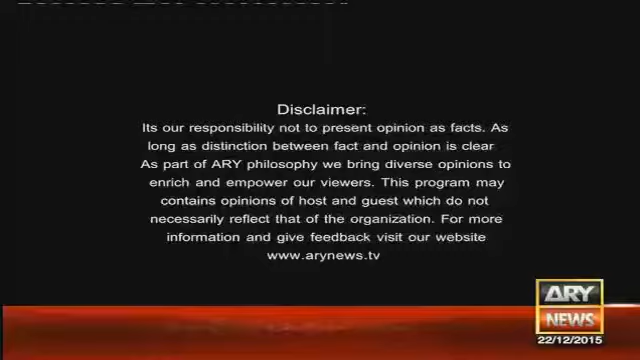 Disclaimer:
Its our responsibility not to present opinion as facts. As
long as distinction between fact and opinion is clear
As part of ARY philosophy we bring diverse opinions to
enrich and empower our viewers. This program may
contains opinions of host and guest which do not
necessarily reflect that of the organization. For more
information and give feedback visit our website
www.arynews.tv
ARY
NEWS
22/12/2015